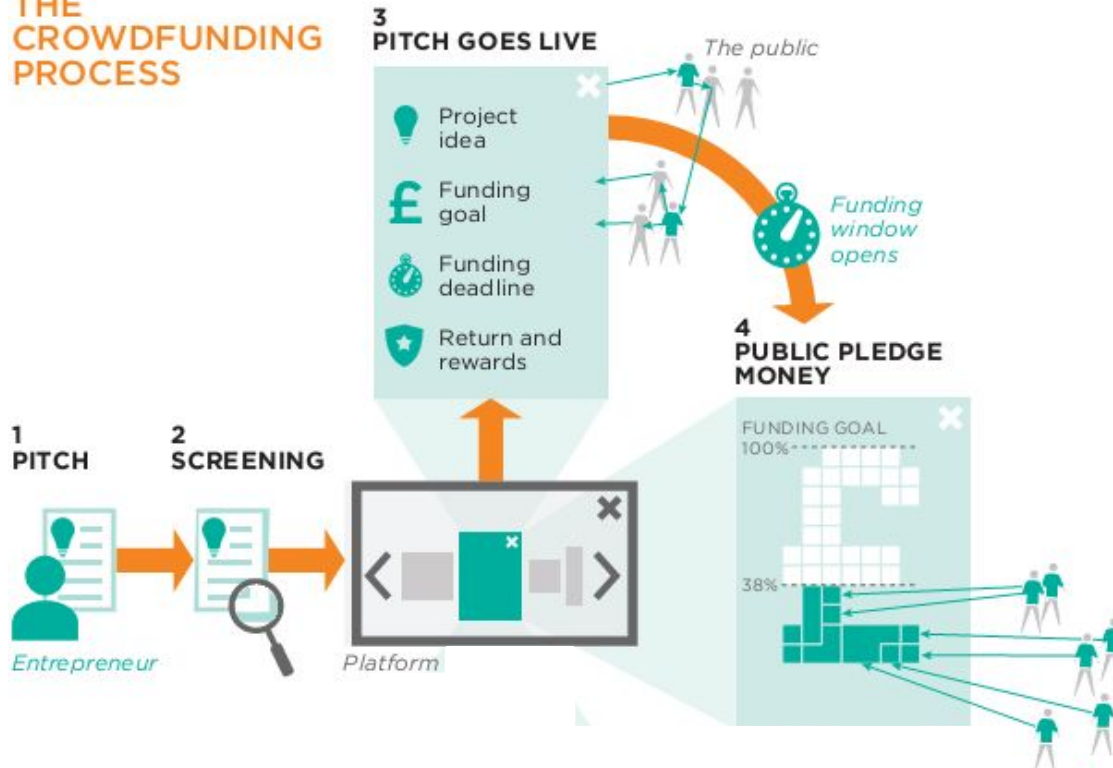 THE
CROWDFUNDING
PROCESS
3
PITCH GOES LIVE
The public
Project
idea
£
Funding
goal
Funding
deadline
Return and
rewards
Funding
window
opens
4
PUBLIC PLEDGE
MONEY
FUNDING GOAL
100%
38%
1
PITCH
2
SCREENING
Entrepreneur
Platform